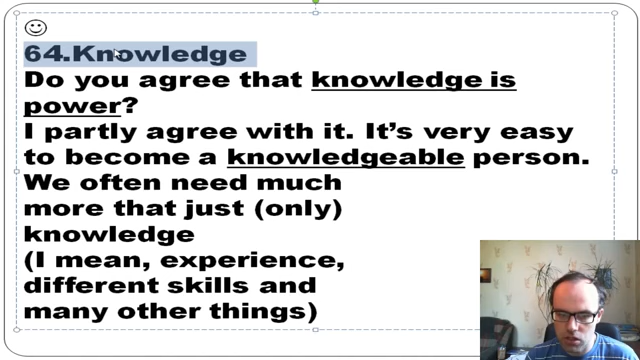 64.Knowledge
Do you agree that knowledge is
power?
I partly agree with it. It's very easy
to become a knowledgeable person.
We often need much
more that just (only)
knowledge
(I mean, experience,
different skills and
many other things)